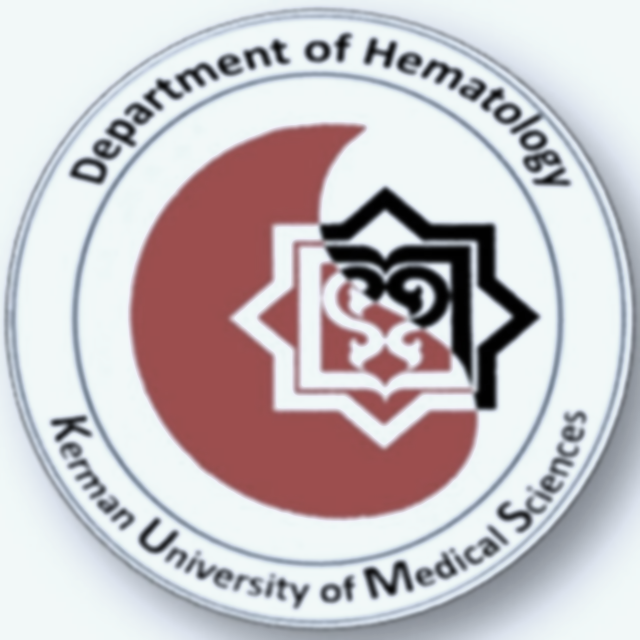 Department of Hematology
Kerman University of Medical Sciences